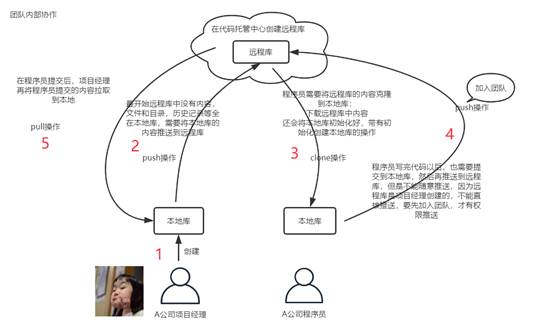 团队内部协作
在代码托管中心创建远程库
远程库
在程序员提交后，项目经理
再将程序员提交的内容拉取
到本地
pull操作
5
最开始远程库中没有内容，
文件和目录，历史记录等全
在本地库，需要将本地库的
内容推送到远程库
2
push操作
程序员需要将远程库的内容克隆
到本地库；
下载远程库中内容
还会将本地库初始化好，带有初
始化创建本地库的操作
3
clone操作
加入团队
push操作
4
程序员写完代码以后，也需要提
交到本地库，然后再推送到远程
库，但是不能随意推送，因为远
程库是项目经理创建的，不能直
接推送，要先加入团队，才有权
限推送
本地库
本地库
1
创建
A公司项目经理
A公司程序员